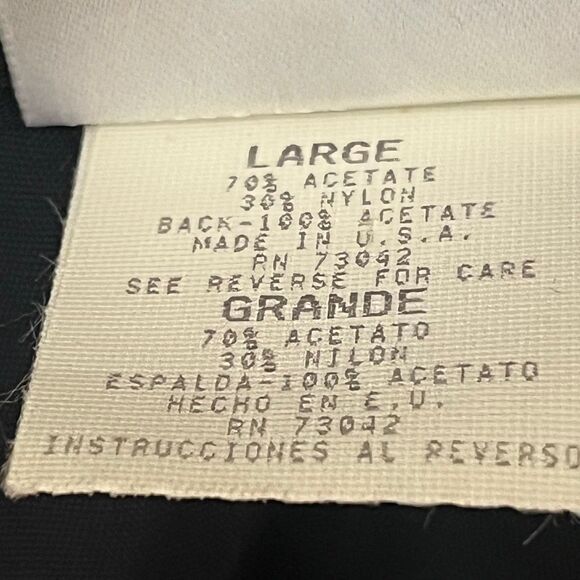 LARGE
70% ACETATE
30% NYLON
BACK-100% ACETATE
MADE IN U.S.A.
RN 73042
SEE REVERSE FOR CARE
GRANDE
70% ACETATO
30% NILON
ESPALDA-100% ACETATO
HECHO EN E.U.
RN 73042
INSTRUCCIONES AL REVERSO